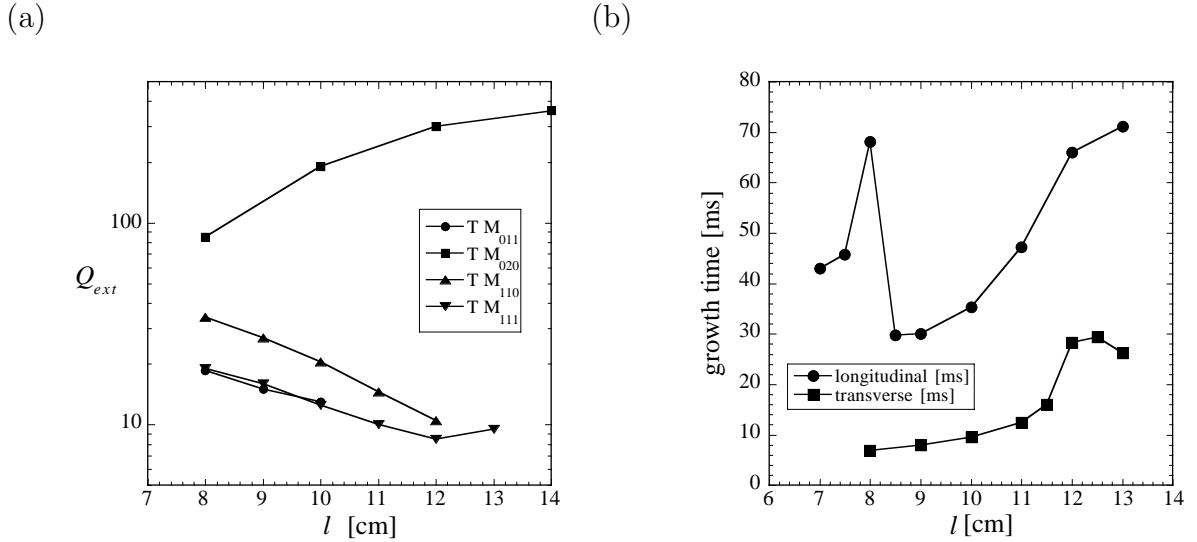 (a)
100
10
Q_ext
7 8 9 10 11 12 13 14
l [cm]
T M_011
T M_020
T M_110
T M_111
(b)
80
70
60
50
40
30
20
10
0
growth time [ms]
6 7 8 9 10 11 12 13 14
l [cm]
longitudinal [ms]
transverse [ms]